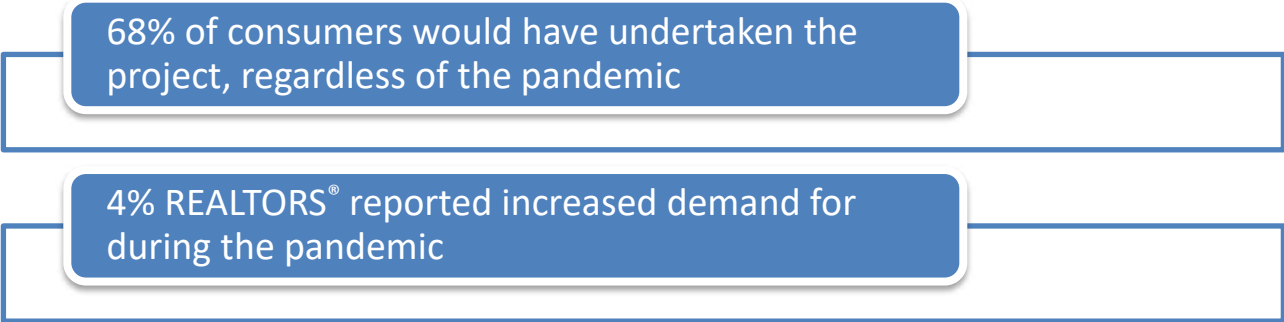 68% of consumers would have undertaken the
project, regardless of the pandemic
4% REALTORS® reported increased demand for
during the pandemic